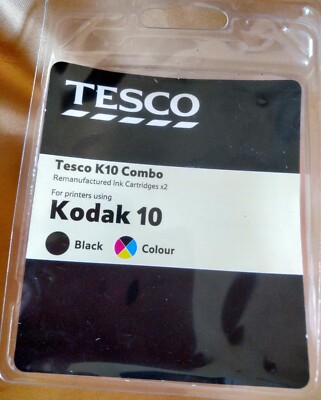 TESCO
Tesco K10 Combo
Remanufactured Ink Cartridges x2
For printers using
Kodak 10
Black Colour